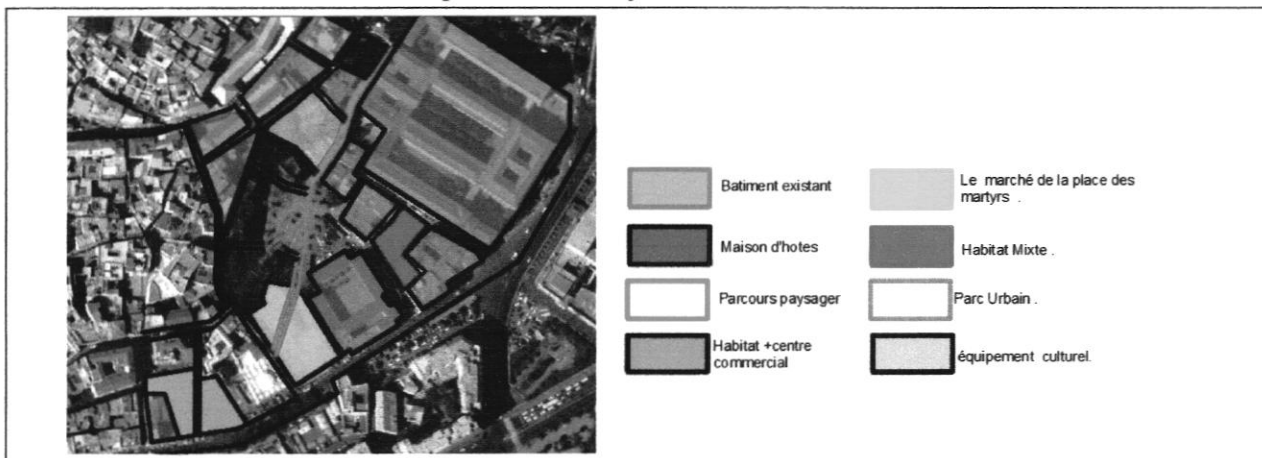 Batiment existant
Maison d'hotes
Parcours paysager
Habitat +centre
commercial
Le marché de la place des
martyrs .
Habitat Mixte .
Parc Urbain .
équipement culturel.